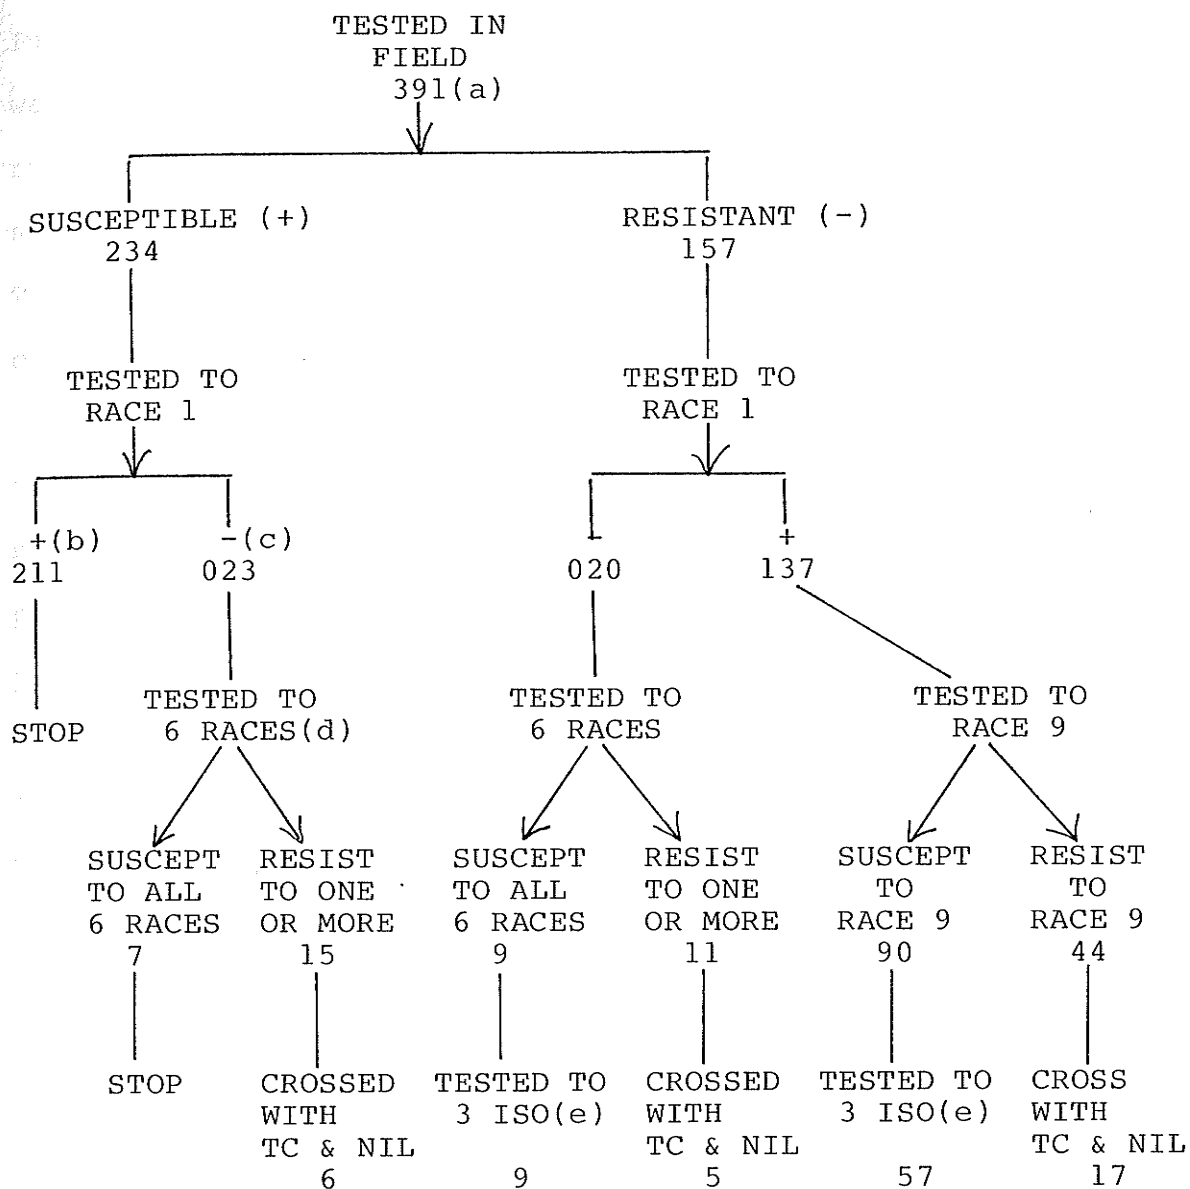 TESTED IN
FIELD
391(a)
SUSCEPTIBLE (+)
234
RESISTANT (-)
157
TESTED TO
RACE 1
TESTED TO
RACE 1
+(b)
211
-(c)
023
-
020
+
137
STOP
TESTED TO
6 RACES(d)
TESTED TO
6 RACES
TESTED TO
RACE 9
SUSCEPT
TO ALL
6 RACES
7
RESIST
TO ONE
OR MORE
15
SUSCEPT
TO ALL
6 RACES
9
RESIST
TO ONE
OR MORE
11
SUSCEPT
TO
RACE 9
90
RESIST
TO
RACE 9
44
STOP
CROSSED
WITH
TC & NIL
6
TESTED TO
3 ISO(e)
9
CROSSED
WITH
TC & NIL
5
TESTED TO
3 ISO(e)
57
CROSS
WITH
TC & NIL
17